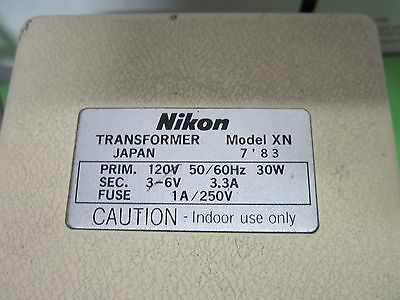 Nikon
TRANSFORMER Model XN
JAPAN 7'83
PRIM. 120V 50/60Hz 30W
SEC. 3-6V 3.3A
FUSE 1A/250V
CAUTION - Indoor use only